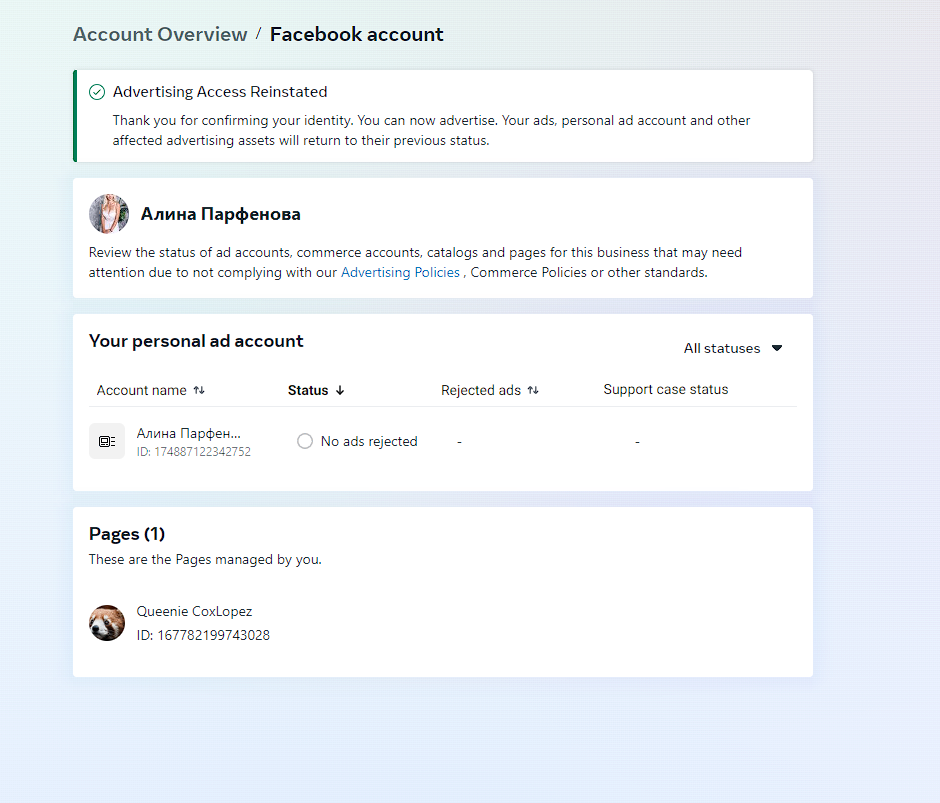 Account Overview / Facebook account
Advertising Access Reinstated
Thank you for confirming your identity. You can now advertise. Your ads, personal ad account and other
affected advertising assets will return to their previous status.
Алина Парфенова
Review the status of ad accounts, commerce accounts, catalogs and pages for this business that may need
attention due to not complying with our Advertising Policies , Commerce Policies or other standards.
Your personal ad account
All statuses
Account name Status Rejected ads Support case status
Алина Парфен... No ads rejected - -
ID: 174887122342752
Pages (1)
These are the Pages managed by you.
Queenie CoxLopez
ID: 167782199743028